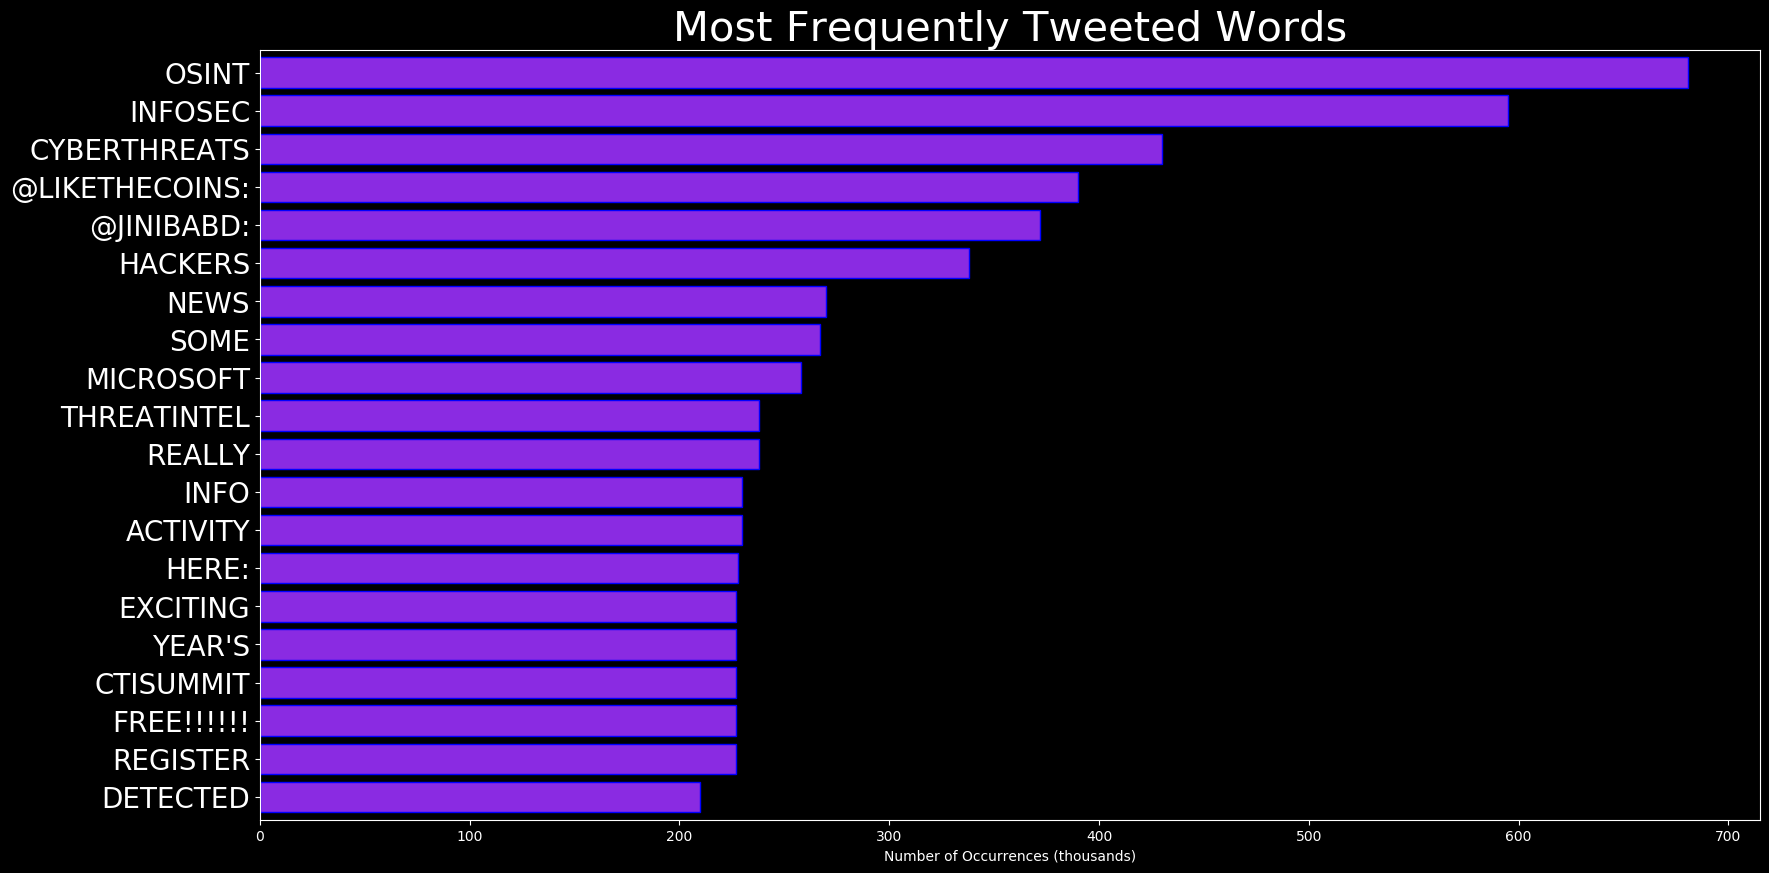 Most Frequently Tweeted Words
OSINT
INFOSEC
CYBERTHREATS
@LIKETHECOINS:
@JINIBABD:
HACKERS
NEWS
SOME
MICROSOFT
THREATINTEL
REALLY
INFO
ACTIVITY
HERE:
EXCITING
YEAR'S
CTISUMMIT
FREE!!!!!!
REGISTER
DETECTED
0 100 200 300 400 500 600 700
Number of Occurrences (thousands)